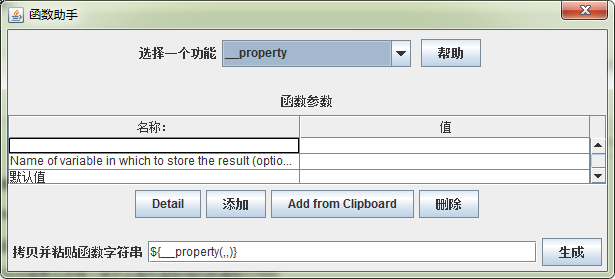 函数助手
选择一个功能 __property 帮助
函数参数
名称: 值
Name of variable in which to store the result (optio...
默认值
Detail 添加 Add from Clipboard 删除
拷贝并粘贴函数字符串 ${__property(,,)} 生成